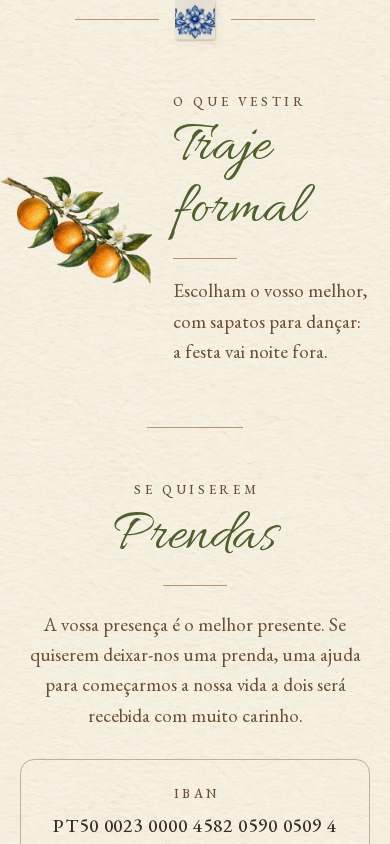 O QUE VESTIR
Traje
formal
Escolham o vosso melhor,
com sapatos para dançar:
a festa vai noite fora.
SE QUISEREM
Prendas
A vossa presença é o melhor presente. Se
quiserem deixar-nos uma prenda, uma ajuda
para começarmos a nossa vida a dois será
recebida com muito carinho.
IBAN
PT50 0023 0000 4582 0590 0509 4